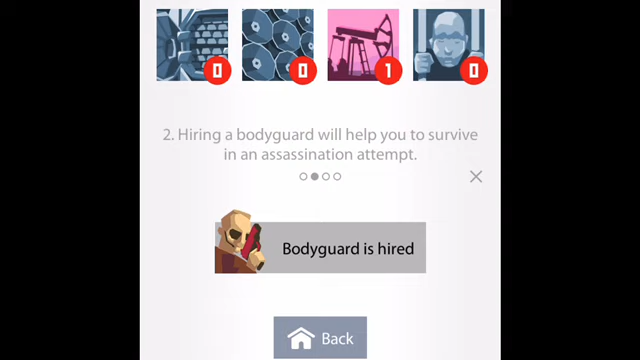 0 0 1 0
2. Hiring a bodyguard will help you to survive
in an assassination attempt.
Bodyguard is hired
Back